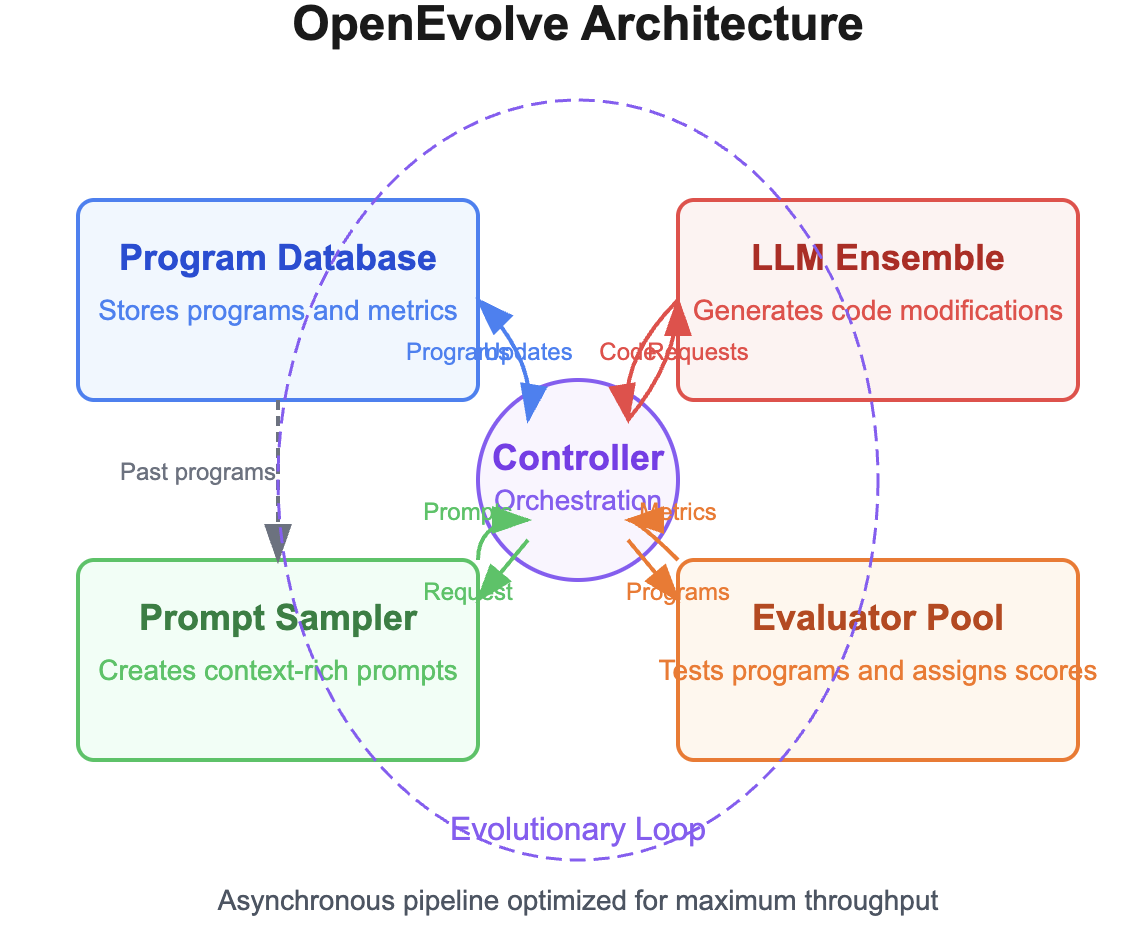 OpenEvolve Architecture
Program Database
Stores programs and metrics
LLM Ensemble
Generates code modifications
Programs
Updates
Code
Requests
Controller
Orchestration
Past programs
Prompts
Metrics
Request
Programs
Prompt Sampler
Creates context-rich prompts
Evaluator Pool
Tests programs and assigns scores
Evolutionary Loop
Asynchronous pipeline optimized for maximum throughput